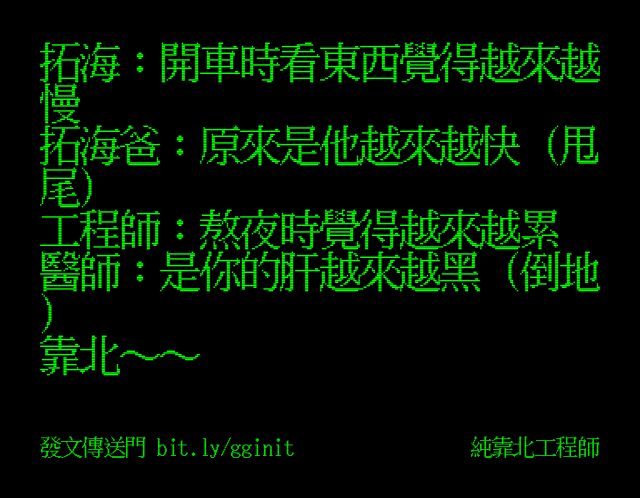 拓海：開車時看東西覺得越來越
慢
拓海爸：原來是他越來越快（甩
尾）
工程師：熬夜時覺得越來越累
醫師：是你的肝越來越黑（倒地
）
靠北～～
發文傳送門 bit.ly/gginit
純靠北工程師